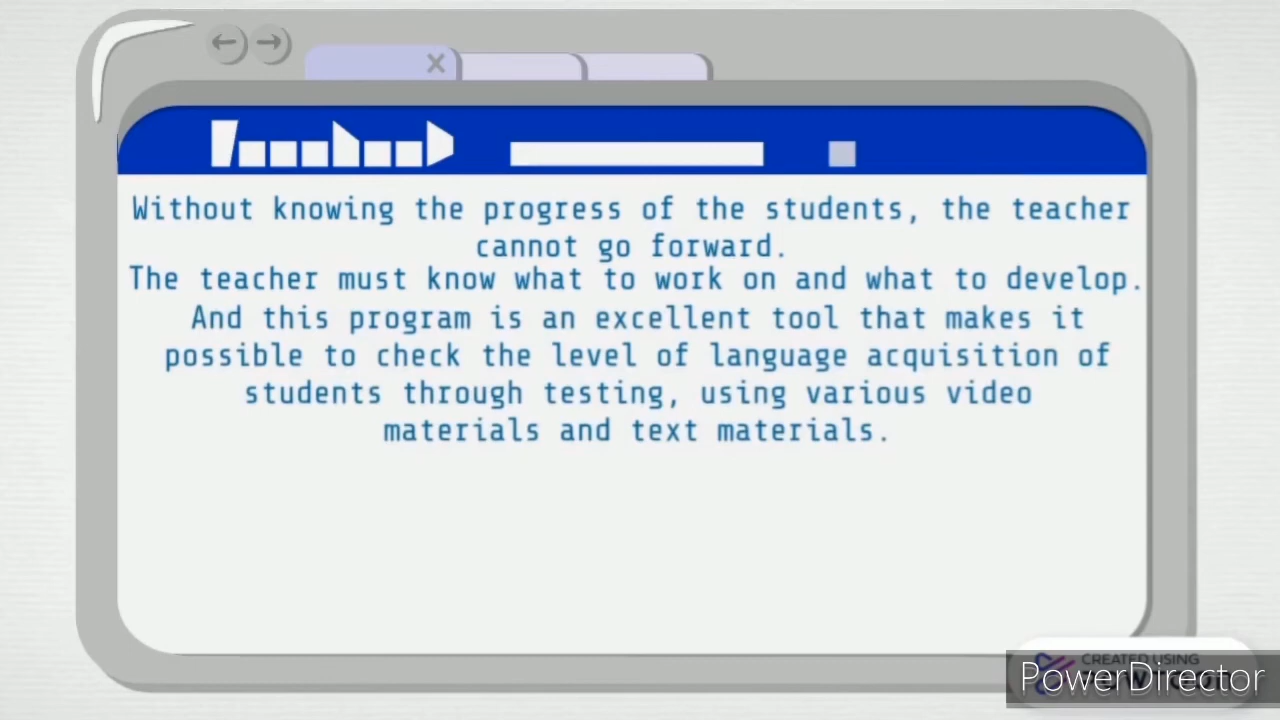 Without knowing the progress of the students, the teacher
cannot go forward.
The teacher must know what to work on and what to develop.
And this program is an excellent tool that makes it
possible to check the level of language acquisition of
students through testing, using various video
materials and text materials.
CREATED USING
PowerDirector